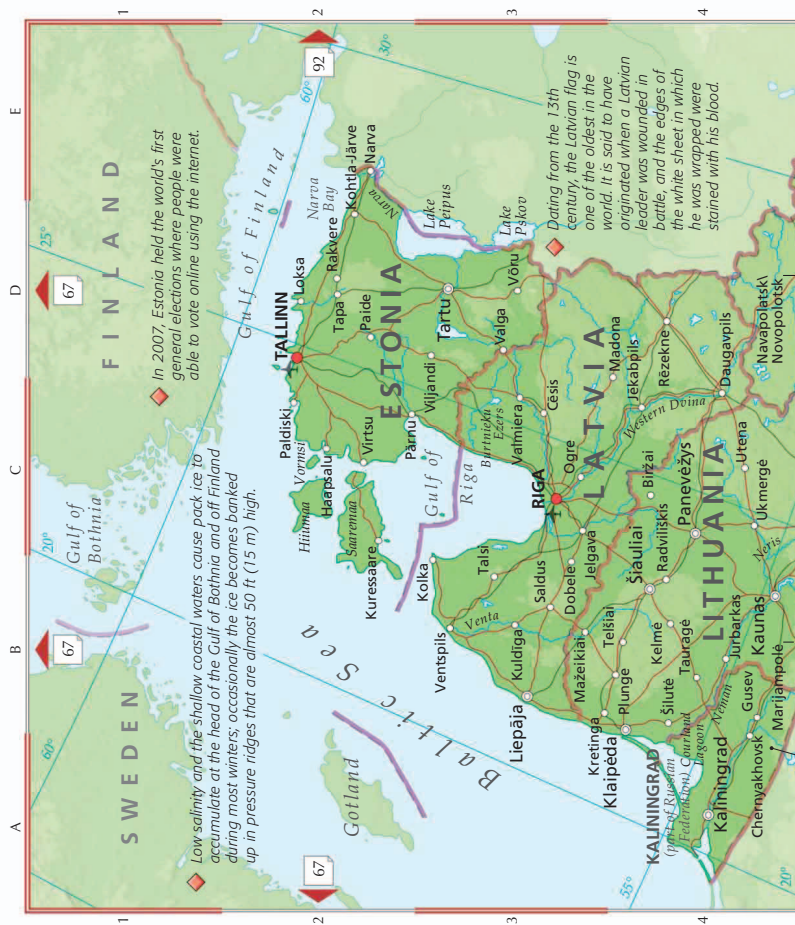 A
B
C
D
E
1
2
3
4
1
2
3
4
67
67
67
92
SWEDEN
FINLAND
Gulf of
Bothnia
20°
25°
30°
60°
60°
55°
20°
In 2007, Estonia held the world's first
general elections where people were
able to vote online using the internet.
Low salinity and the shallow coastal waters cause pack ice to
accumulate at the head of the Gulf of Bothnia and off Finland
during most winters; occasionally the ice becomes banked
up in pressure ridges that are almost 50 ft (15 m) high.
Gulf of Finland
Narva
Bay
Gotland
Baltic Sea
TALLINN
Loksa
Paldiski
Vormsi
Haapsalu
Hiiumaa
Rakvere
Kohtla-Järve
Narva
Narva
Tapa
Paide
Virtsu
Saaremaa
Kuressaare
ESTONIA
Pärnu
Viljandi
Tartu
Lake
Peipus
Lake
Pskov
Võru
Valga
Gulf of
Riga
Burtnieku
Ezers
Valmiera
Cēsis
Kolka
Talsi
Ventspils
Venta
Kuldīga
Saldus
Dobele
Jelgava
RIGA
Ogre
LATVIA
Madona
Jēkabpils
Rēzekne
Western Dvina
Daugavpils
Liepāja
Dating from the 13th
century, the Latvian flag is
one of the oldest in the
world. It is said to have
originated when a Latvian
leader was wounded in
battle, and the edges of
the white sheet in which
he was wrapped were
stained with his blood.
Mažeikiai
Kretinga
Klaipėda
Plungė
Telšiai
Šiauliai
Radviliškis
Biržai
Panevėžys
Kelmė
Šilutė
Tauragė
LITHUANIA
Utena
Ukmergė
Neris
Jurbarkas
Kaunas
Neman
KALININGRAD
(part of Russian
Federation)
Courland
Lagoon
Kaliningrad
Gusev
Chernyakhovsk
Marijampolė
Navapolatsk\
Novopolotsk